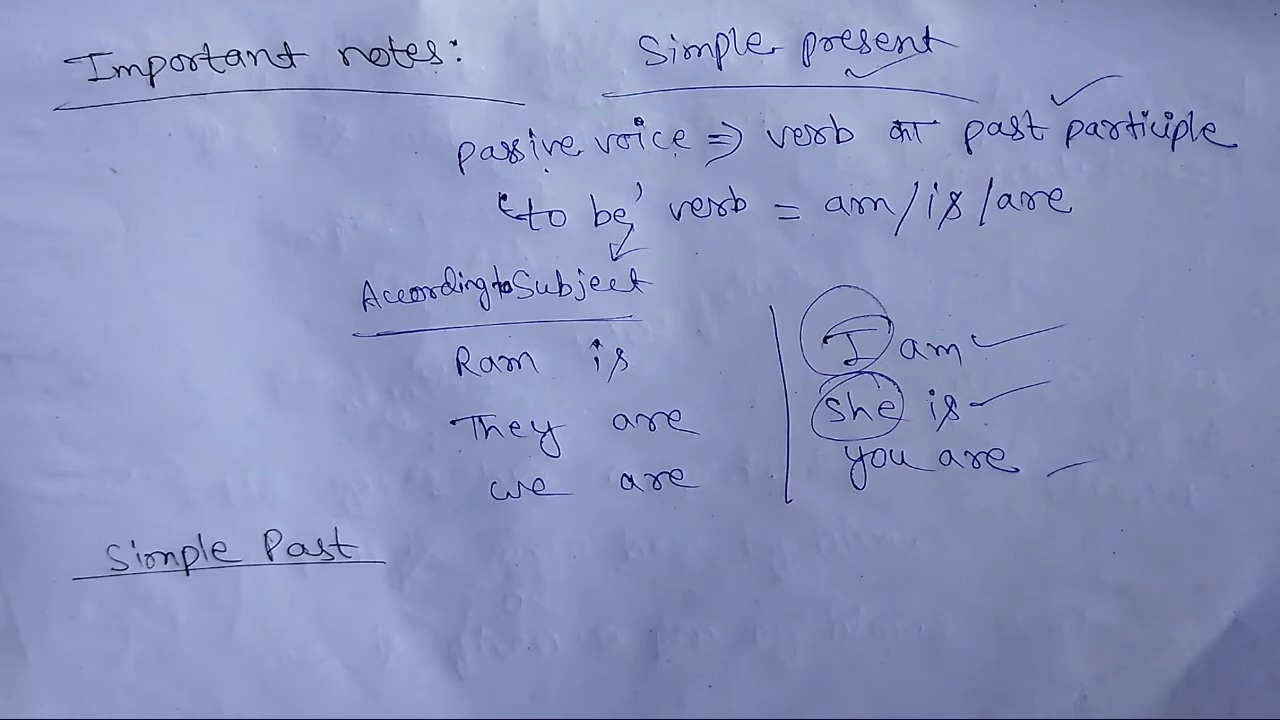 Important notes:
Simple present
passive voice => verb का past participle
'to be' verb = am/is/are
According to Subject
Ram is
They are
we are
I am
she is
you are
Simple Past